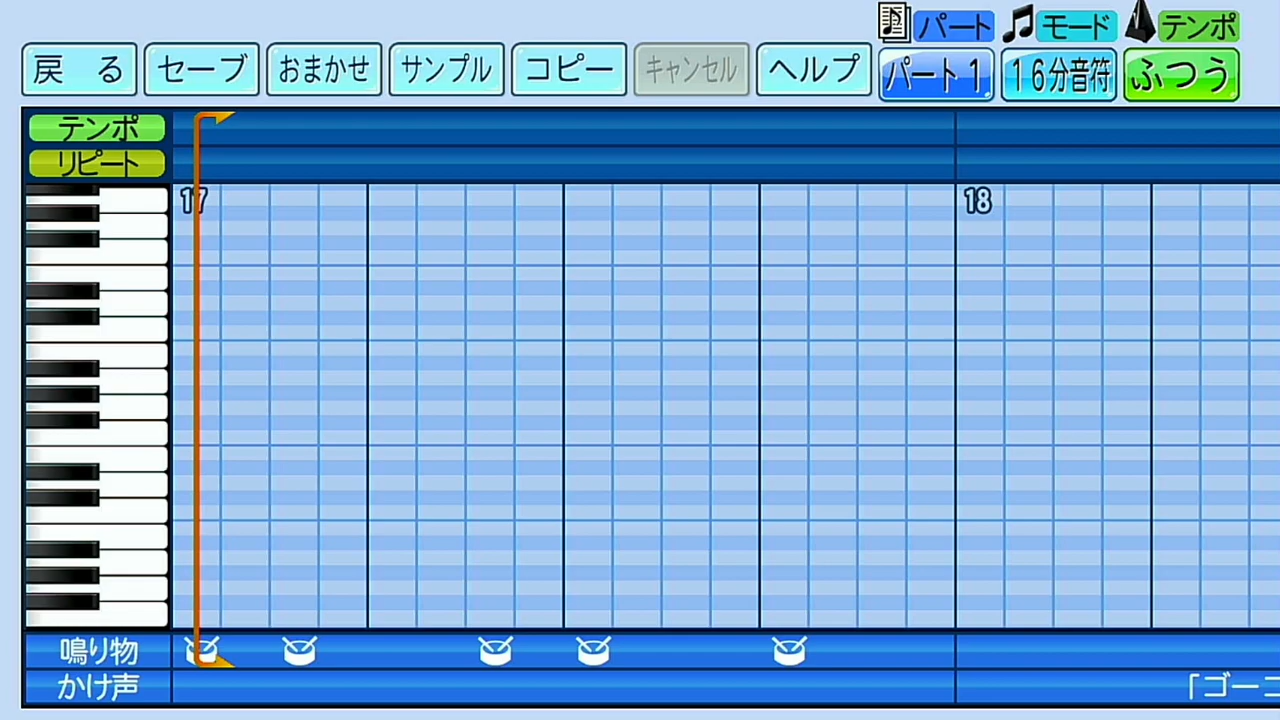 パート モード テンポ
戻る セーブ おまかせ サンプル コピー キャンセル ヘルプ パート1 16分音符 ふつう
テンポ
リピート
17 18
鳴り物
かけ声 「ゴーゴ